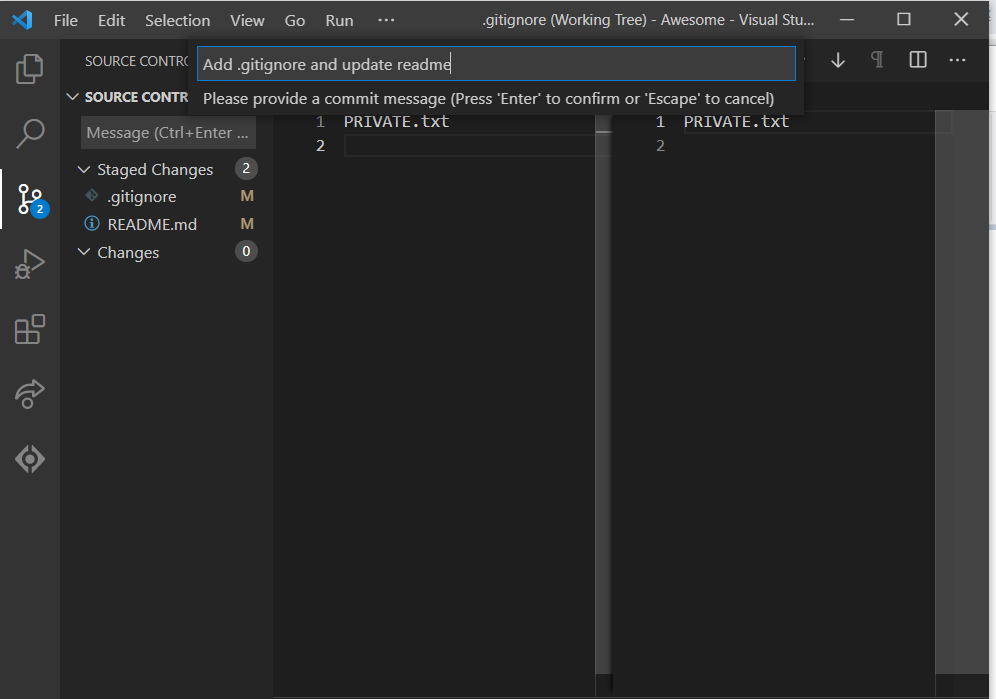 File Edit Selection View Go Run ··· .gitignore (Working Tree) - Awesome - Visual Stu...
SOURCE CONTRO
Add .gitignore and update readme
SOURCE CONTR
Please provide a commit message (Press 'Enter' to confirm or 'Escape' to cancel)
Message (Ctrl+Enter ...
Staged Changes 2
.gitignore M
README.md M
Changes 0
2
1 PRIVATE.txt
2
1 PRIVATE.txt
2